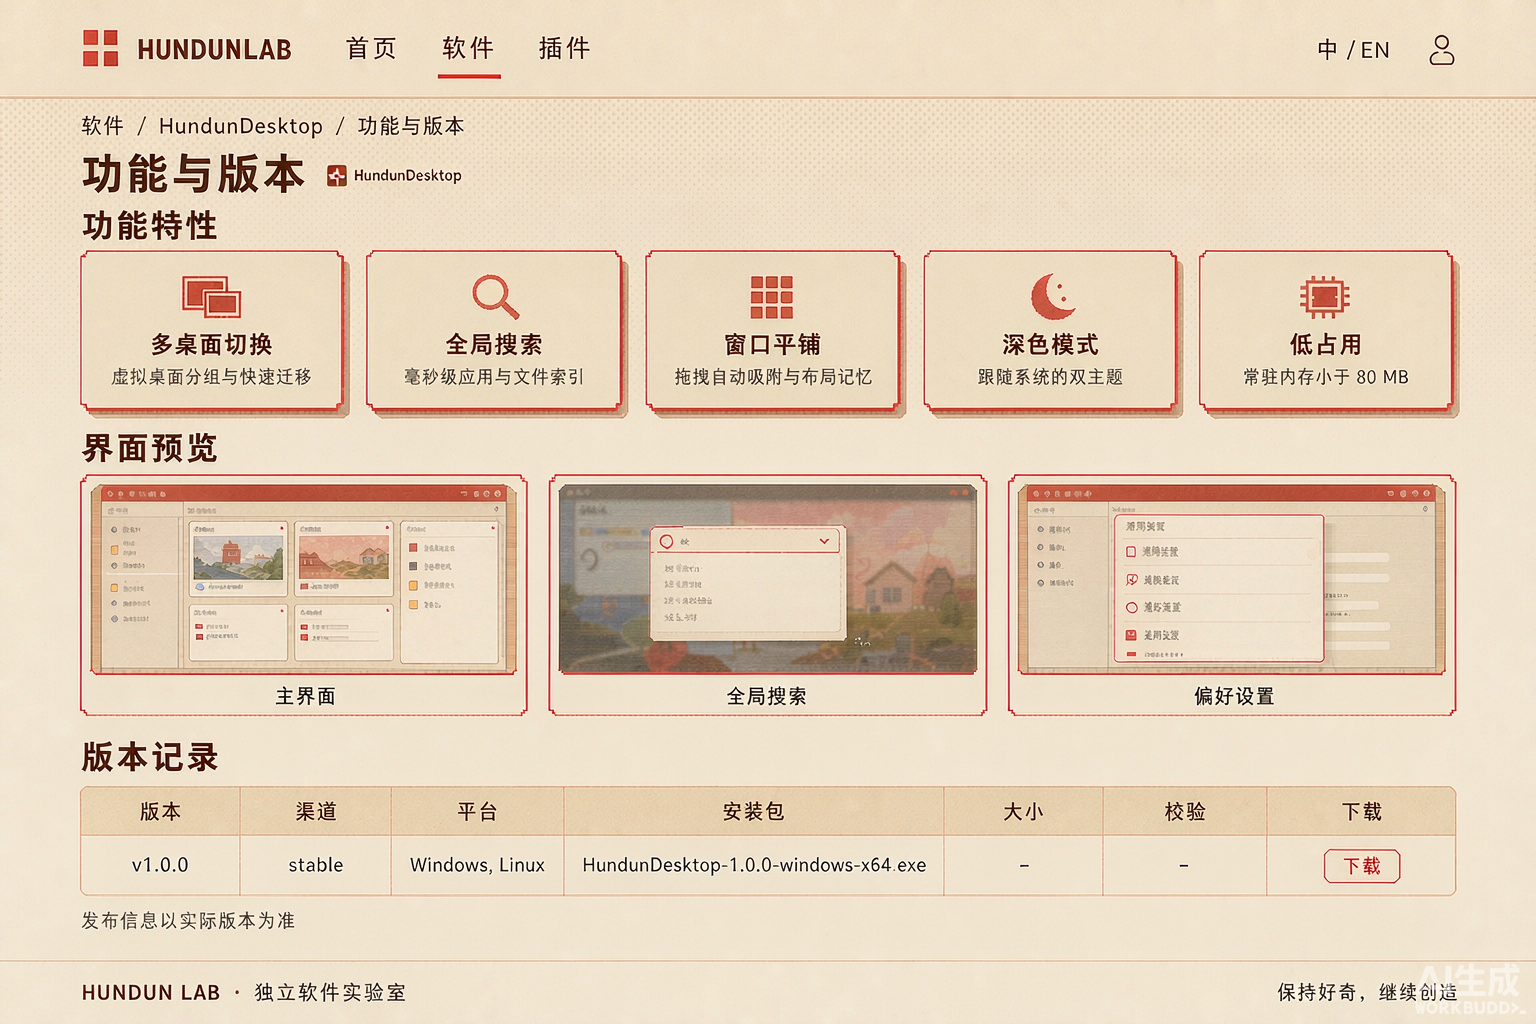 HUNDUNLAB 首页 软件 插件 中 / EN
软件 / HundunDesktop / 功能与版本
功能与版本 HundunDesktop
功能特性
多桌面切换
虚拟桌面分组与快速迁移
全局搜索
毫秒级应用与文件索引
窗口平铺
拖拽自动吸附与布局记忆
深色模式
跟随系统的双主题
低占用
常驻内存小于 80 MB
界面预览
主界面
全局搜索
偏好设置
版本记录
版本 渠道 平台 安装包 大小 校验 下载
v1.0.0 stable Windows, Linux HundunDesktop-1.0.0-windows-x64.exe – – 下载
发布信息以实际版本为准
HUNDUN LAB · 独立软件实验室
保持好奇，继续创造
AI生成
WORKBUDDY